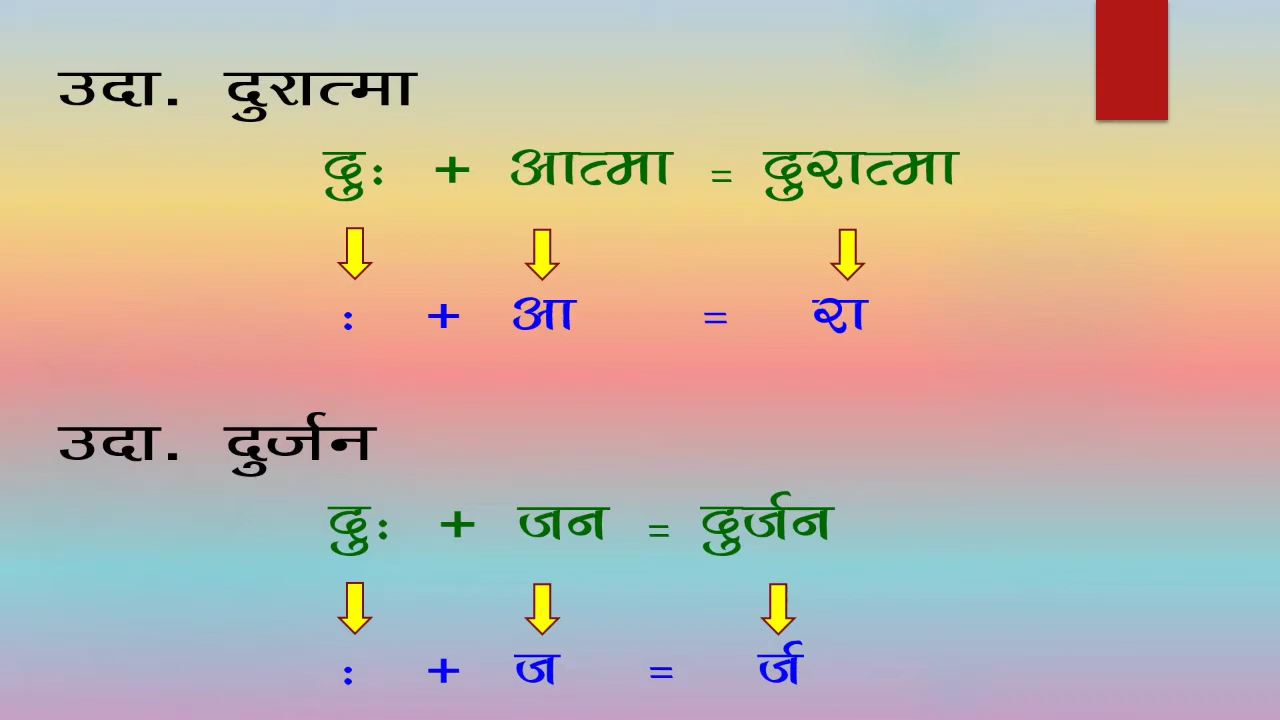 उदा. दुरात्मा
दुः + आत्मा = दुरात्मा
ः + आ = रा
उदा. दुर्जन
दुः + जन = दुर्जन
ः + ज = र्ज